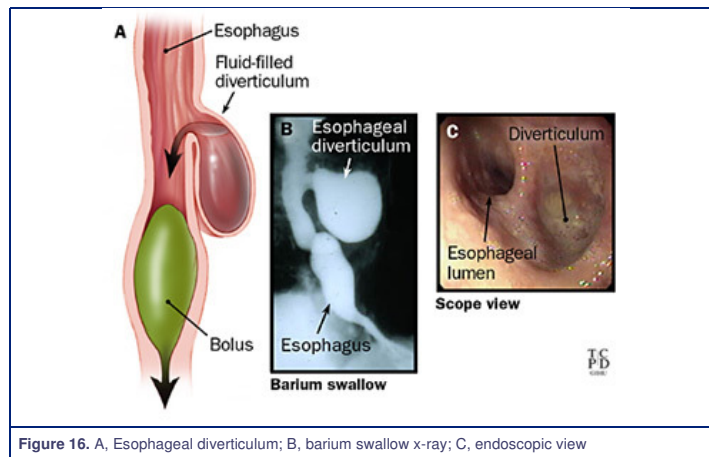 A
Esophagus
Fluid-filled
diverticulum
Bolus
B
Esophageal
diverticulum
Esophagus
Barium swallow
C
Diverticulum
Esophageal
lumen
Scope view
T C
P D
Figure 16. A, Esophageal diverticulum; B, barium swallow x-ray; C, endoscopic view